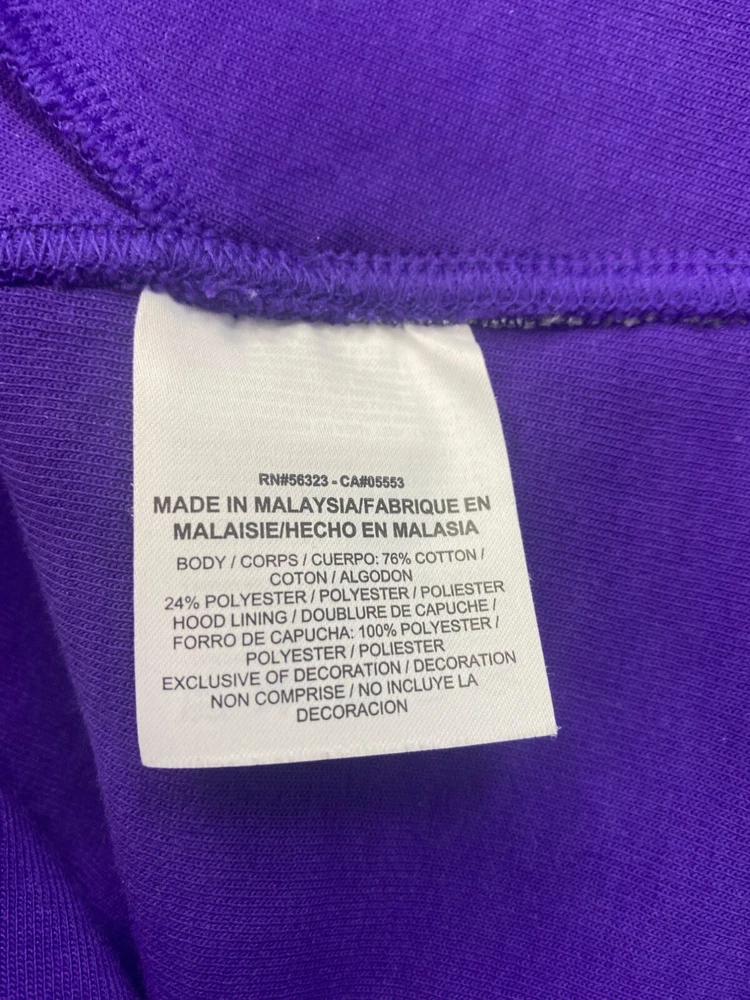 RN#56323 - CA#05553
MADE IN MALAYSIA/FABRIQUE EN
MALAISIE/HECHO EN MALASIA
BODY / CORPS / CUERPO: 76% COTTON /
COTON / ALGODON
24% POLYESTER / POLYESTER / POLIESTER
HOOD LINING / DOUBLURE DE CAPUCHE /
FORRO DE CAPUCHA: 100% POLYESTER /
POLYESTER / POLIESTER
EXCLUSIVE OF DECORATION / DECORATION
NON COMPRISE / NO INCLUYE LA
DECORACION